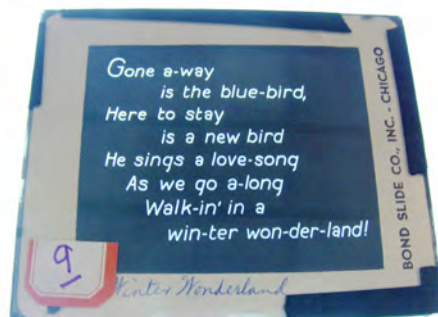 Gone a-way
is the blue-bird,
Here to stay
is a new bird
He sings a love-song
As we go a-long
Walk-in' in a
win-ter won-der-land!
BOND SLIDE CO., INC. - CHICAGO
9
Winter Wonderland